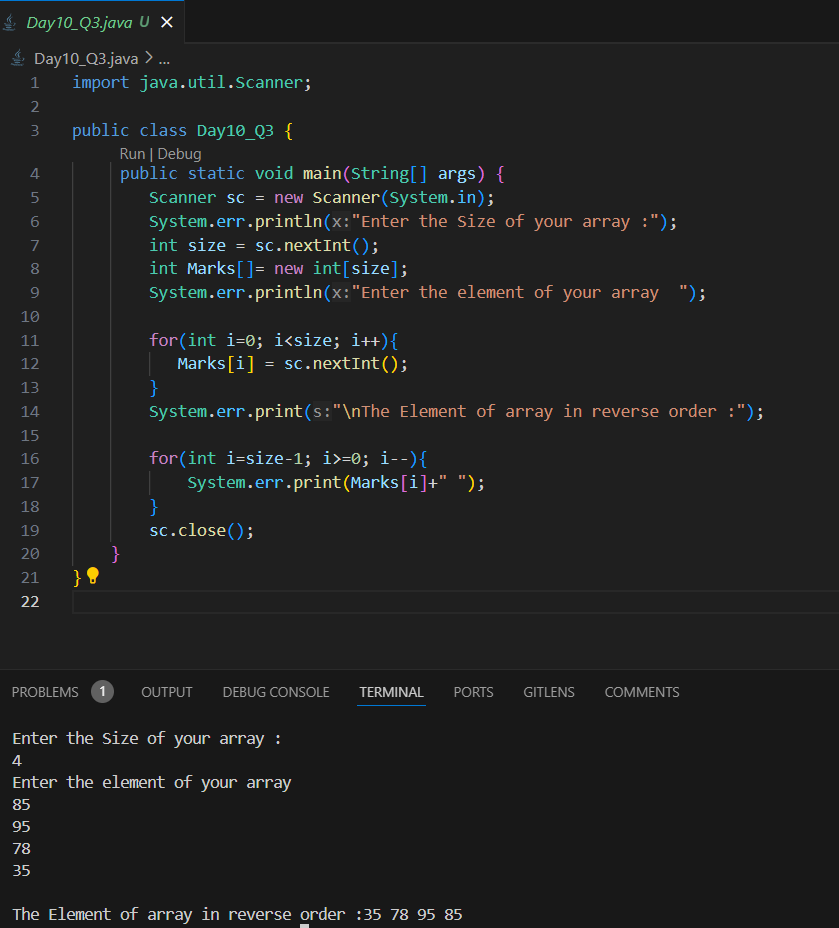 Day10_Q3.java U ✕
Day10_Q3.java > ...
1 import java.util.Scanner;
2
3 public class Day10_Q3 {
Run | Debug
4 public static void main(String[] args) {
5 Scanner sc = new Scanner(System.in);
6 System.err.println(x:"Enter the Size of your array :");
7 int size = sc.nextInt();
8 int Marks[]= new int[size];
9 System.err.println(x:"Enter the element of your array  ");
10
11 for(int i=0; i<size; i++){
12 Marks[i] = sc.nextInt();
13 }
14 System.err.print(s:"\nThe Element of array in reverse order :");
15
16 for(int i=size-1; i>=0; i--){
17 System.err.print(Marks[i]+" ");
18 }
19 sc.close();
20 }
21 }
22
PROBLEMS 1 OUTPUT DEBUG CONSOLE TERMINAL PORTS GITLENS COMMENTS
Enter the Size of your array :
4
Enter the element of your array
85
95
78
35
The Element of array in reverse order :35 78 95 85